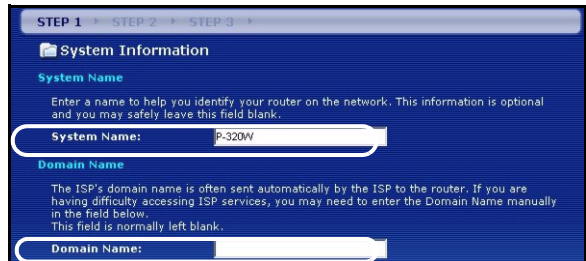 STEP 1 STEP 2 STEP 3
System Information
System Name
Enter a name to help you identify your router on the network. This information is optional
and you may safely leave this field blank.
System Name: P-320W
Domain Name
The ISP's domain name is often sent automatically by the ISP to the router. If you are
having difficulty accessing ISP services, you may need to enter the Domain Name manually
in the field below.
This field is normally left blank.
Domain Name: